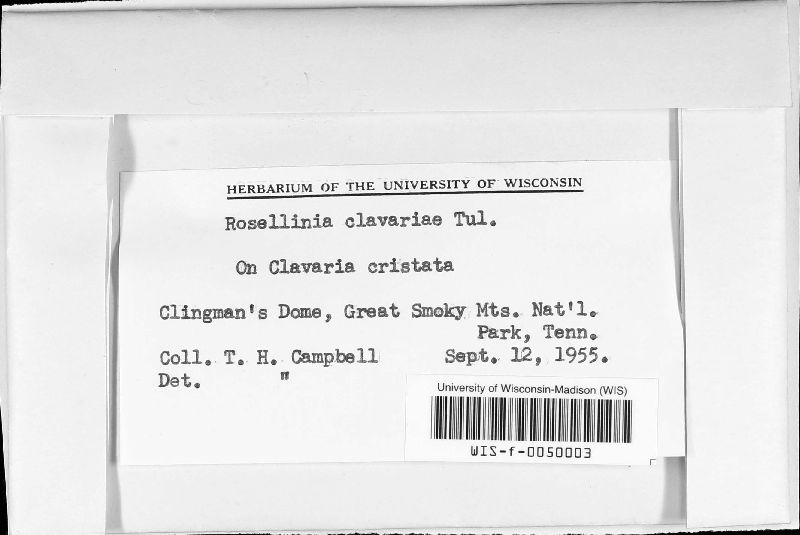 HERBARIUM OF THE UNIVERSITY OF WISCONSIN
Rosellinia clavariae Tul.
On Clavaria cristata
Clingman's Dome, Great Smoky Mts. Nat'l.
Park, Tenn.
Coll. T. H. Campbell Sept. 12, 1955.
Det. "
University of Wisconsin-Madison (WIS)
WIS-f-0050003